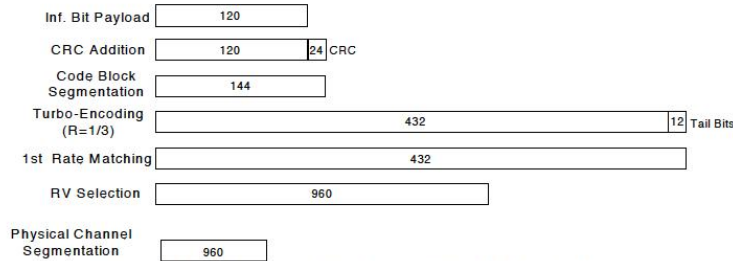 Inf. Bit Payload 120
CRC Addition 120 24 CRC
Code Block
Segmentation 144
Turbo-Encoding
(R=1/3) 432 12 Tail Bits
1st Rate Matching 432
RV Selection 960
Physical Channel
Segmentation 960